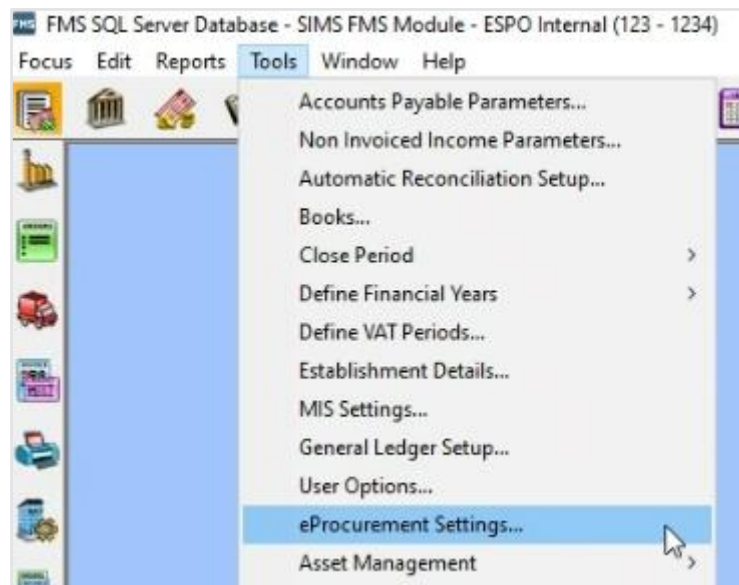 FMS SQL Server Database - SIMS FMS Module - ESPO Internal (123 - 1234)
Focus Edit Reports Tools Window Help
Accounts Payable Parameters...
Non Invoiced Income Parameters...
Automatic Reconciliation Setup...
Books...
Close Period
Define Financial Years
Define VAT Periods...
Establishment Details...
MIS Settings...
General Ledger Setup...
User Options...
eProcurement Settings...
Asset Management